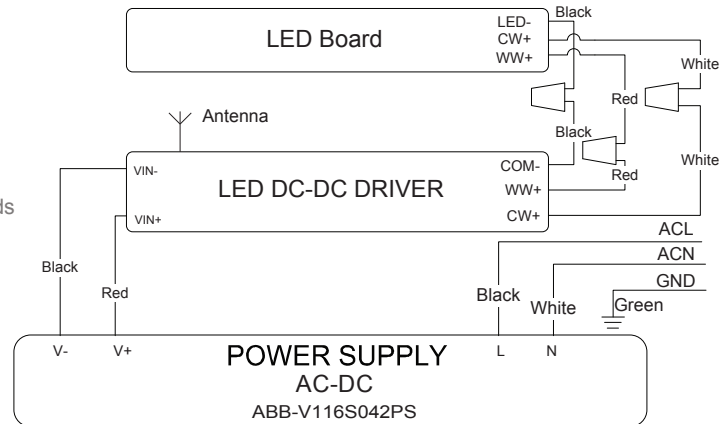 Black
LED-
LED Board
CW+
WW+
White
Red
Antenna
Black
VIN-
LED DC-DC DRIVER
COM-
White
Red
WW+
ds
VIN+
CW+
ACL
ACN
Black
GND
Red
Black
White
Green
V-
V+
POWER SUPPLY
L
N
AC-DC
ABB-V116S042PS